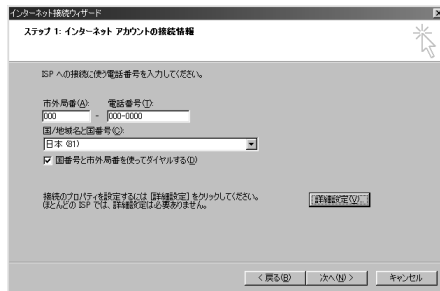 インターネット接続ウィザード
ステップ 1: インターネット アカウントの接続情報
ISP への接続に使う電話番号を入力してください。
市外局番(A): 電話番号(T):
000 - 000-0000
国/地域名と国番号(C):
日本 (81)
国番号と市外局番を使ってダイヤルする(D)
接続のプロパティを設定するには [詳細設定] をクリックしてください。
ほとんどの ISP では、詳細設定は必要ありません。
詳細設定(V)...
< 戻る(B) 次へ(N) > キャンセル